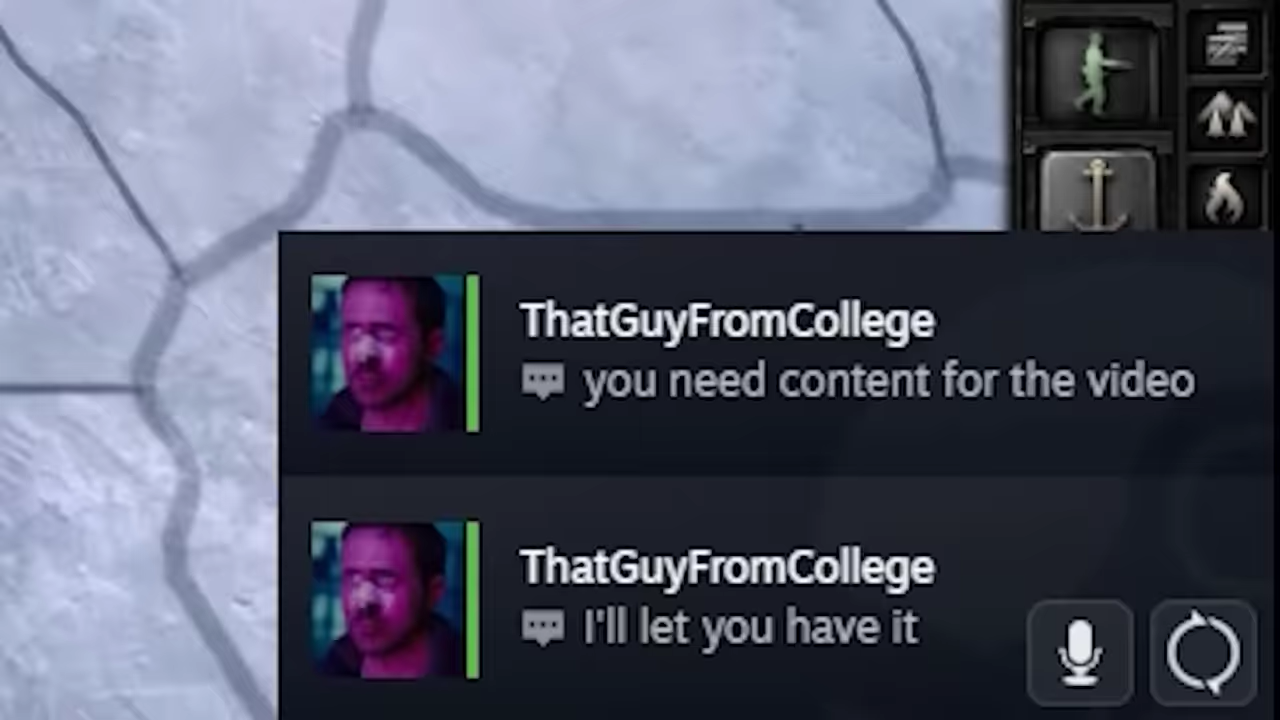 ThatGuyFromCollege
you need content for the video
ThatGuyFromCollege
I'll let you have it